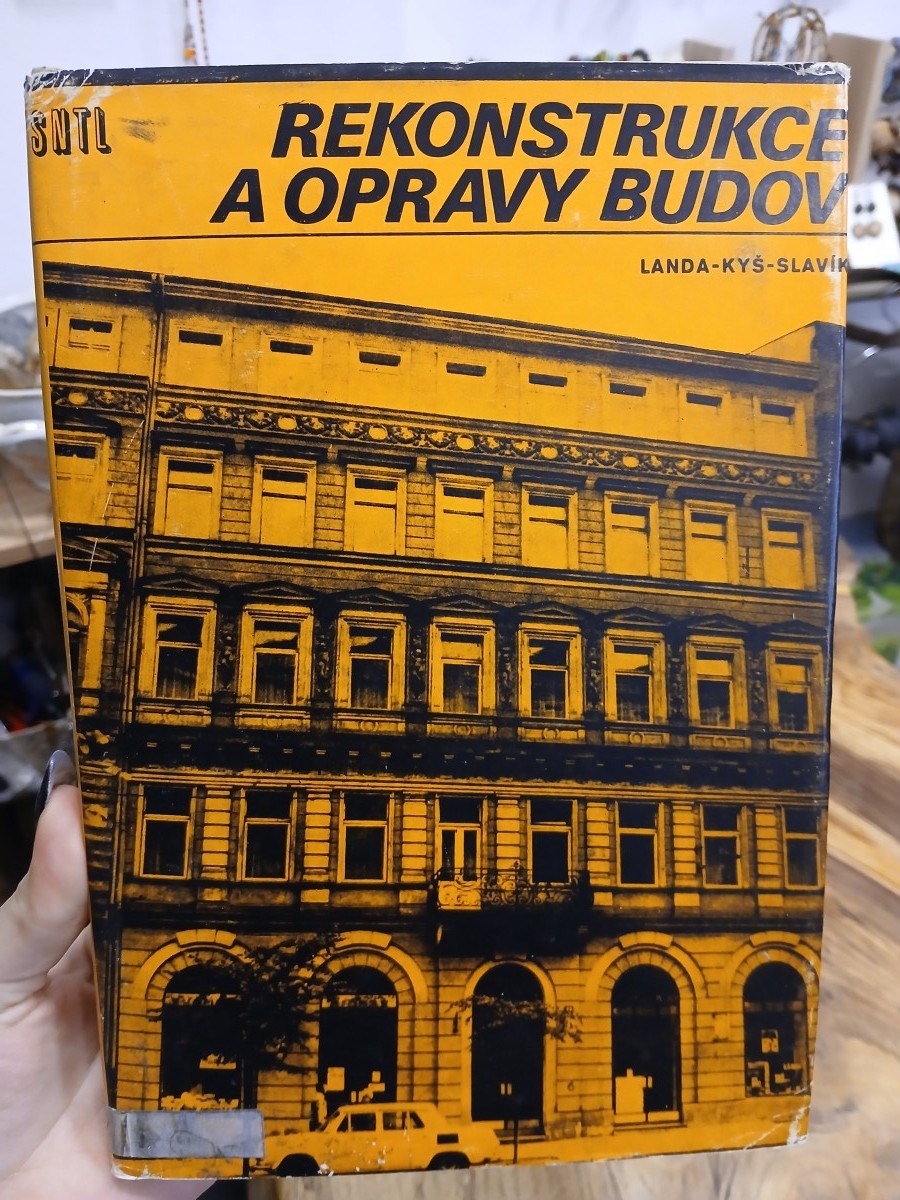 SNTL
REKONSTRUKCE
A OPRAVY BUDOV
LANDA-KYŠ-SLAVÍK